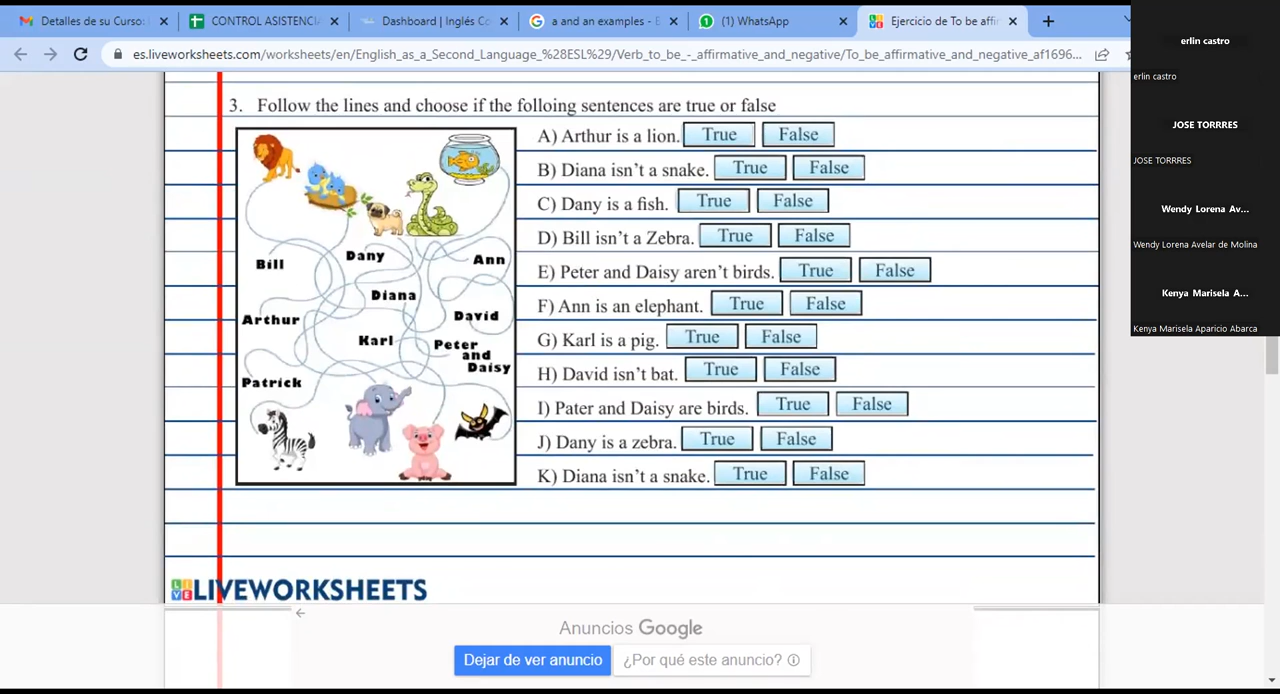 Detalles de su Curso:
CONTROL ASISTENCIA
Dashboard | Inglés Co
a and an examples - B
(1) WhatsApp
Ejercicio de To be affir
es.liveworksheets.com/worksheets/en/English_as_a_Second_Language_%28ESL%29/Verb_to_be_-_affirmative_and_negative/To_be_affirmative_and_negative_af1696...
erlin castro
erlin castro
JOSE TORRRES
JOSE TORRRES
Wendy Lorena Av...
Wendy Lorena Avelar de Molina
Kenya Marisela A...
Kenya Marisela Aparicio Abarca
3. Follow the lines and choose if the folloing sentences are true or false
Bill
Dany
Ann
Diana
Arthur
David
Karl
Peter
and
Daisy
Patrick
A) Arthur is a lion. True False
B) Diana isn't a snake. True False
C) Dany is a fish. True False
D) Bill isn't a Zebra. True False
E) Peter and Daisy aren't birds. True False
F) Ann is an elephant. True False
G) Karl is a pig. True False
H) David isn't bat. True False
I) Pater and Daisy are birds. True False
J) Dany is a zebra. True False
K) Diana isn't a snake. True False
LIVE LIVEWORKSHEETS
Anuncios Google
Dejar de ver anuncio
¿Por qué este anuncio?